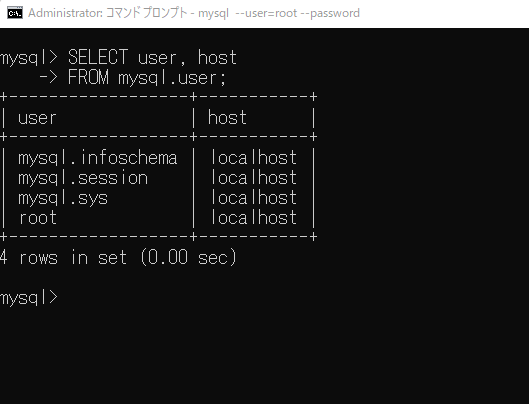 Administrator: コマンド プロンプト - mysql --user=root --password
mysql> SELECT user, host
    -> FROM mysql.user;
+------------------+-----------+
| user             | host      |
+------------------+-----------+
| mysql.infoschema | localhost |
| mysql.session    | localhost |
| mysql.sys        | localhost |
| root             | localhost |
+------------------+-----------+
4 rows in set (0.00 sec)
mysql>